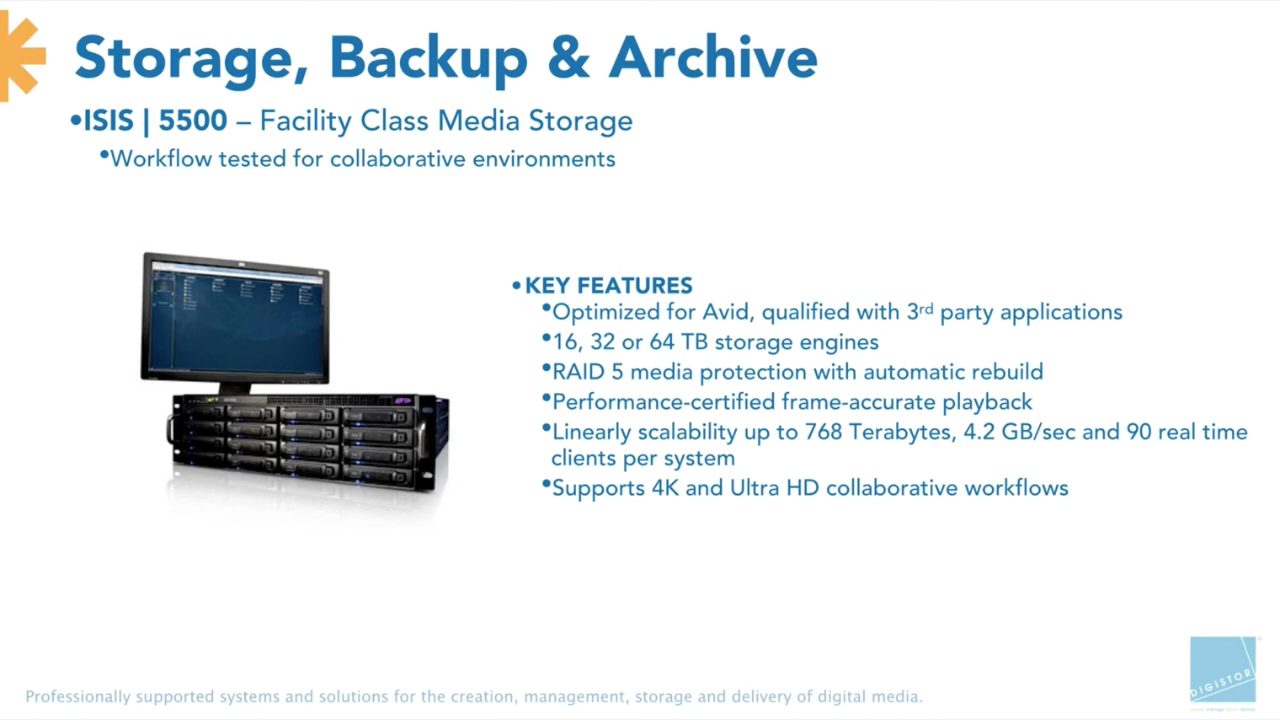 Storage, Backup & Archive
•ISIS | 5500 – Facility Class Media Storage
•Workflow tested for collaborative environments
•KEY FEATURES
•Optimized for Avid, qualified with 3rd party applications
•16, 32 or 64 TB storage engines
•RAID 5 media protection with automatic rebuild
•Performance-certified frame-accurate playback
•Linearly scalability up to 768 Terabytes, 4.2 GB/sec and 90 real time
clients per system
•Supports 4K and Ultra HD collaborative workflows
DIGISTOR
Professionally supported systems and solutions for the creation, management, storage and delivery of digital media.